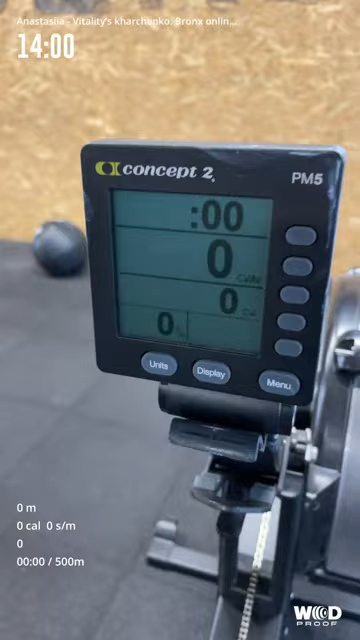 Anastasiia - Vitality's kharchenko. Bronx onlin...
14:00
concept 2.
PM5
:00
0 Cal/hr
0 Cal
0
Units
Display
Menu
0 m
0 cal 0 s/m
0
00:00 / 500m
WOD
PROOF